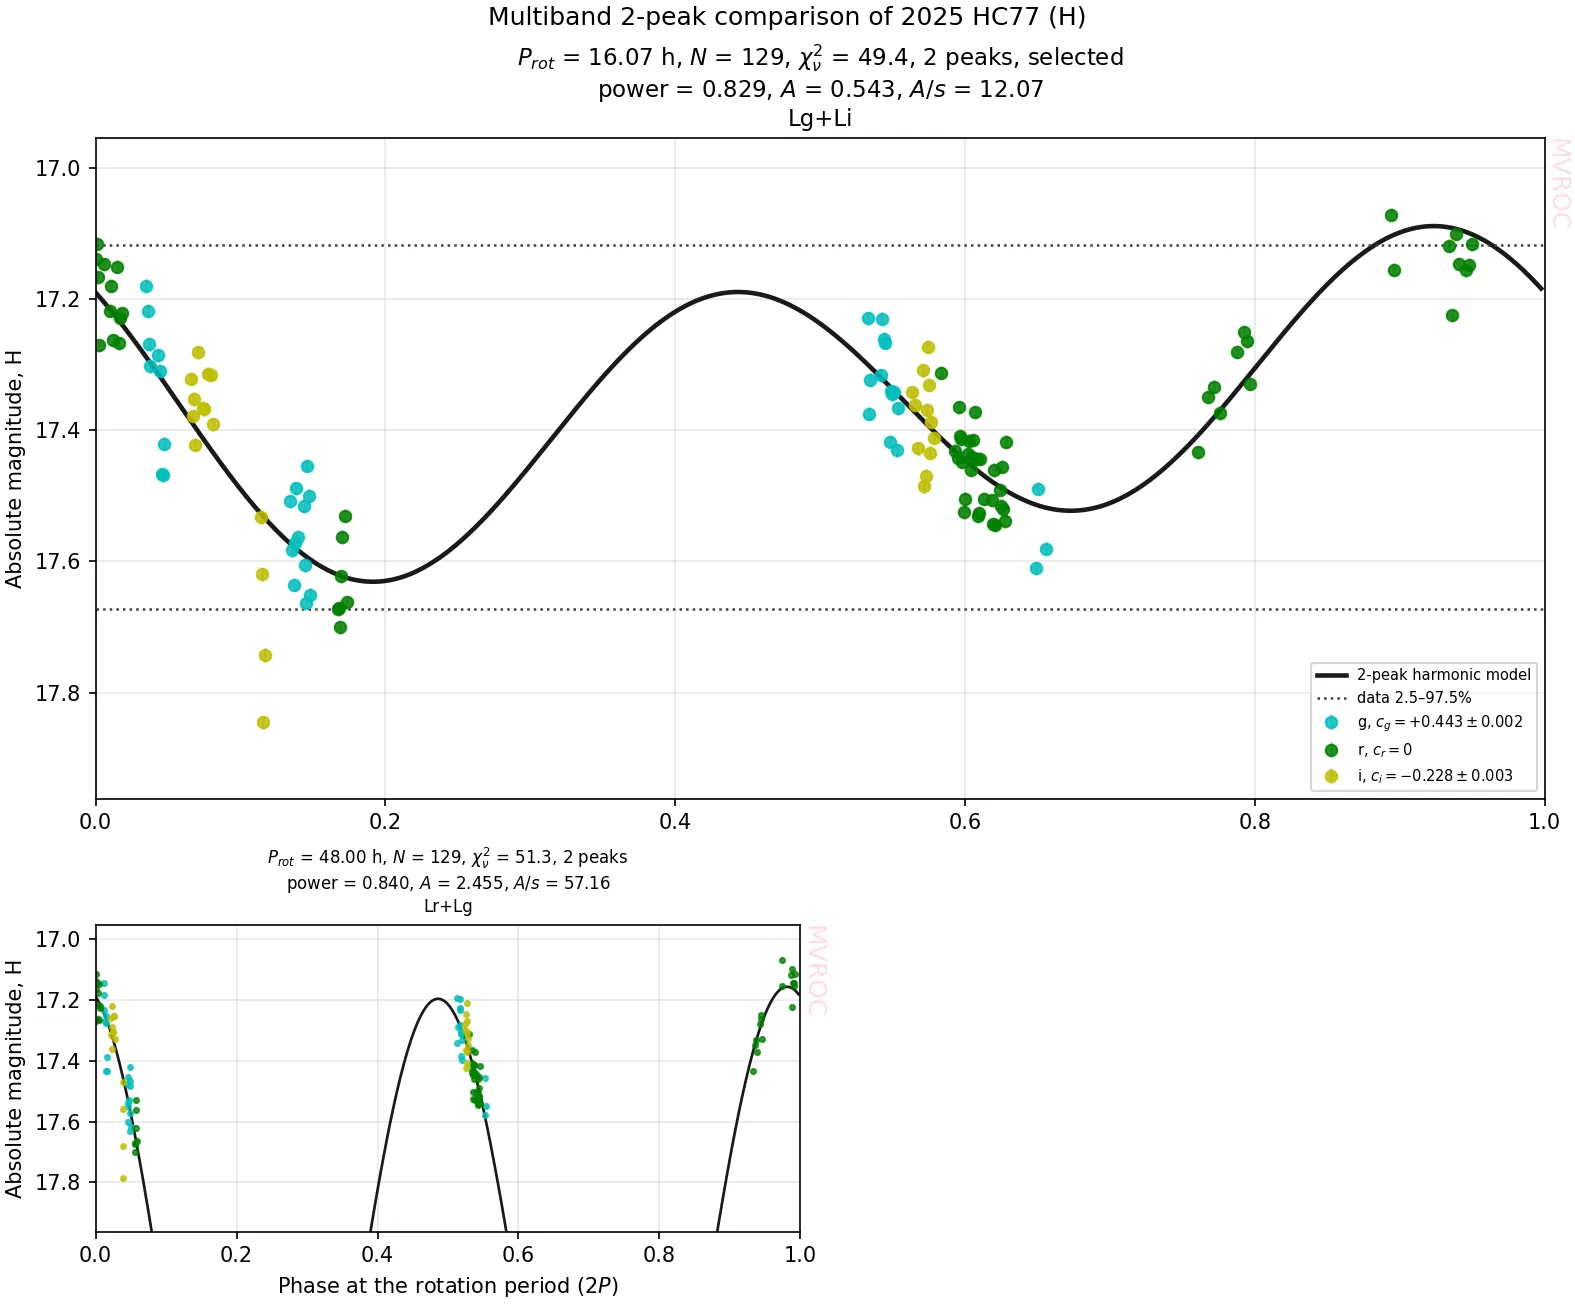 Multiband 2-peak comparison of 2025 HC77 (H)
P_rot = 16.07 h, N = 129, χ²_ν = 49.4, 2 peaks, selected
power = 0.829, A = 0.543, A/s = 12.07
Lg+Li
MVROC
Absolute magnitude, H
17.0
17.2
17.4
17.6
17.8
2-peak harmonic model
data 2.5–97.5%
g, c_g = +0.443 ± 0.002
r, c_r = 0
i, c_i = −0.228 ± 0.003
0.0 0.2 0.4 0.6 0.8 1.0
P_rot = 48.00 h, N = 129, χ²_ν = 51.3, 2 peaks
power = 0.840, A = 2.455, A/s = 57.16
Lr+Lg
MVROC
Absolute magnitude, H
17.0
17.2
17.4
17.6
17.8
0.0 0.2 0.4 0.6 0.8 1.0
Phase at the rotation period (2P)